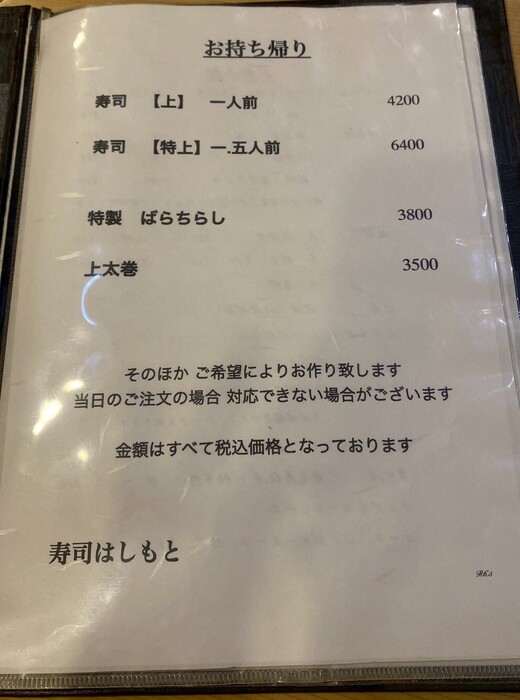 お持ち帰り
寿司 【上】 一人前 4200
寿司 【特上】一.五人前 6400
特製 ばらちらし 3800
上太巻 3500
そのほか ご希望によりお作り致します
当日のご注文の場合 対応できない場合がございます
金額はすべて税込価格となっております
寿司はしもと